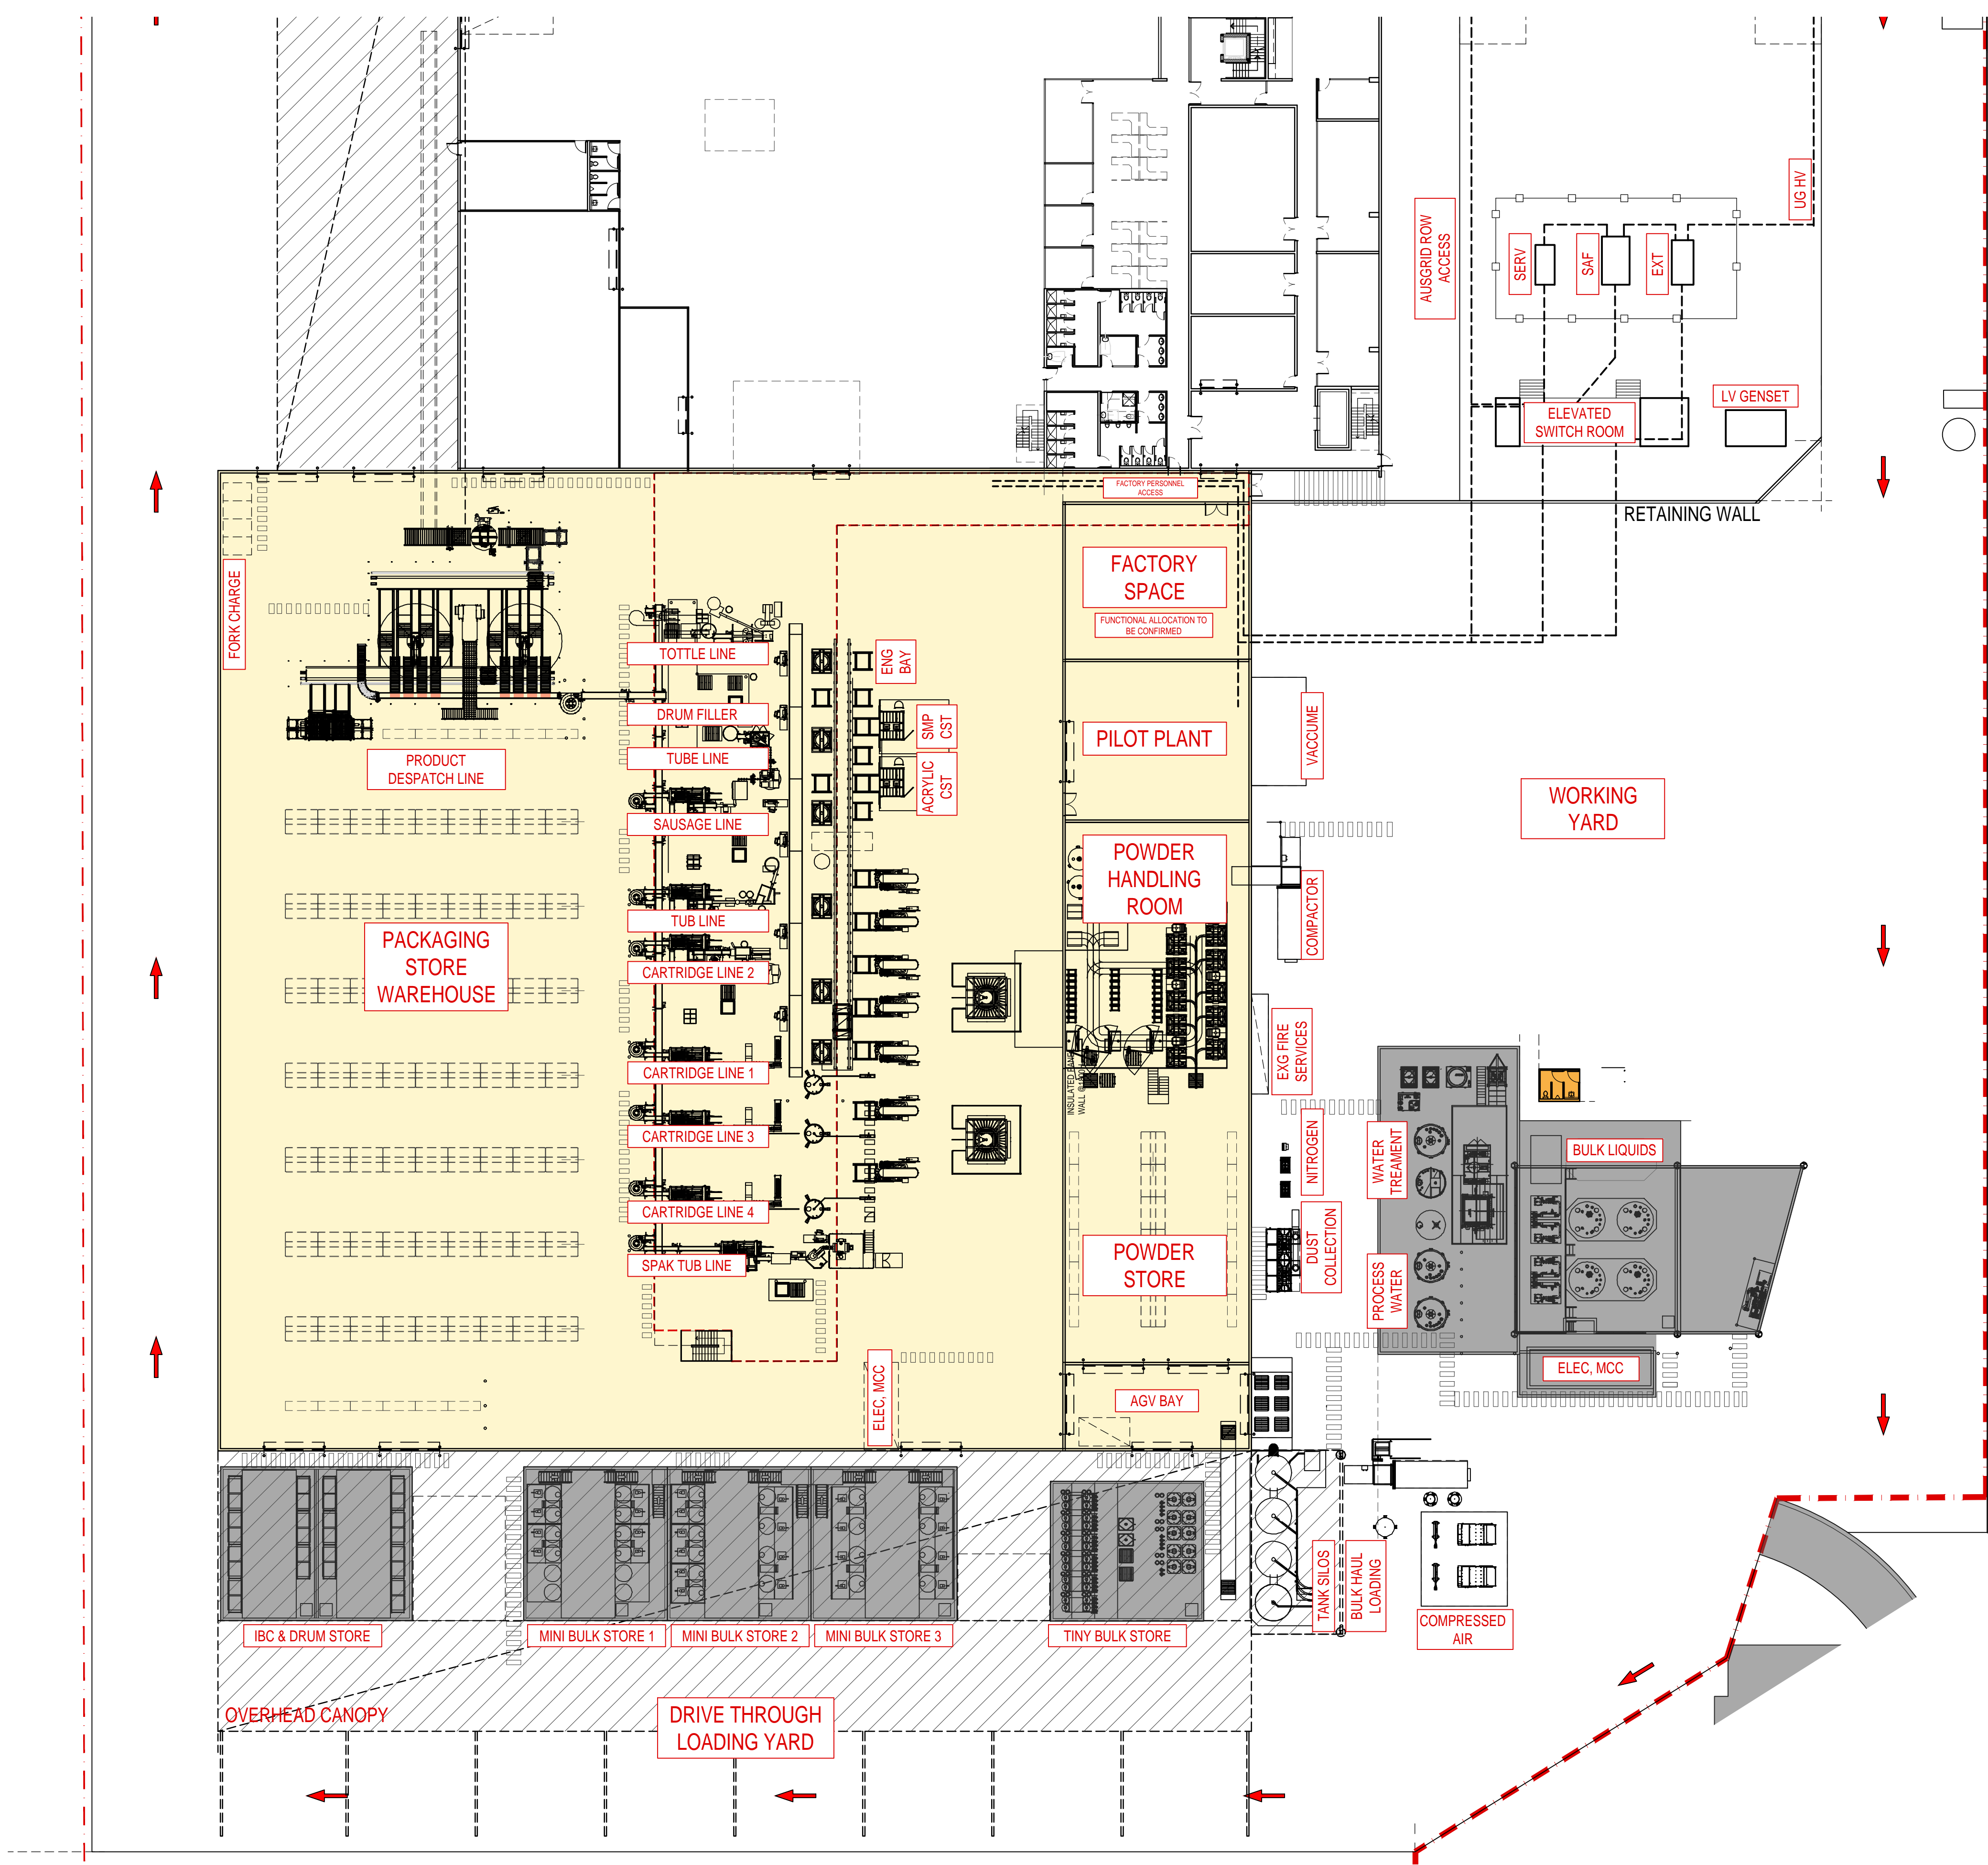 UG HV
AUSGRID ROW
ACCESS
SERV
SAF
EXT
LV GENSET
ELEVATED
SWITCH ROOM
FACTORY PERSONNEL
ACCESS
RETAINING WALL
FORK CHARGE
FACTORY
SPACE
FUNCTIONAL ALLOCATION TO
BE CONFIRMED
TOTTLE LINE
ENG
BAY
DRUM FILLER
SMP
CST
PILOT PLANT
VACCUME
PRODUCT
DESPATCH LINE
TUBE LINE
ACRYLIC
CST
WORKING
YARD
SAUSAGE LINE
POWDER
HANDLING
ROOM
COMPACTOR
TUB LINE
PACKAGING
STORE
WAREHOUSE
CARTRIDGE LINE 2
EXG FIRE
SERVICES
CARTRIDGE LINE 1
INSULATED PANEL
CARTRIDGE LINE 3
NITROGEN
WATER
TREAMENT
BULK LIQUIDS
CARTRIDGE LINE 4
DUST
COLLECTION
SPAK TUB LINE
POWDER
STORE
PROCESS
WATER
ELEC, MCC
ELEC, MCC
AGV BAY
TANK SILOS
BULK HAUL
LOADING
COMPRESSED
AIR
IBC & DRUM STORE
MINI BULK STORE 1
MINI BULK STORE 2
MINI BULK STORE 3
TINY BULK STORE
OVERHEAD CANOPY
DRIVE THROUGH
LOADING YARD